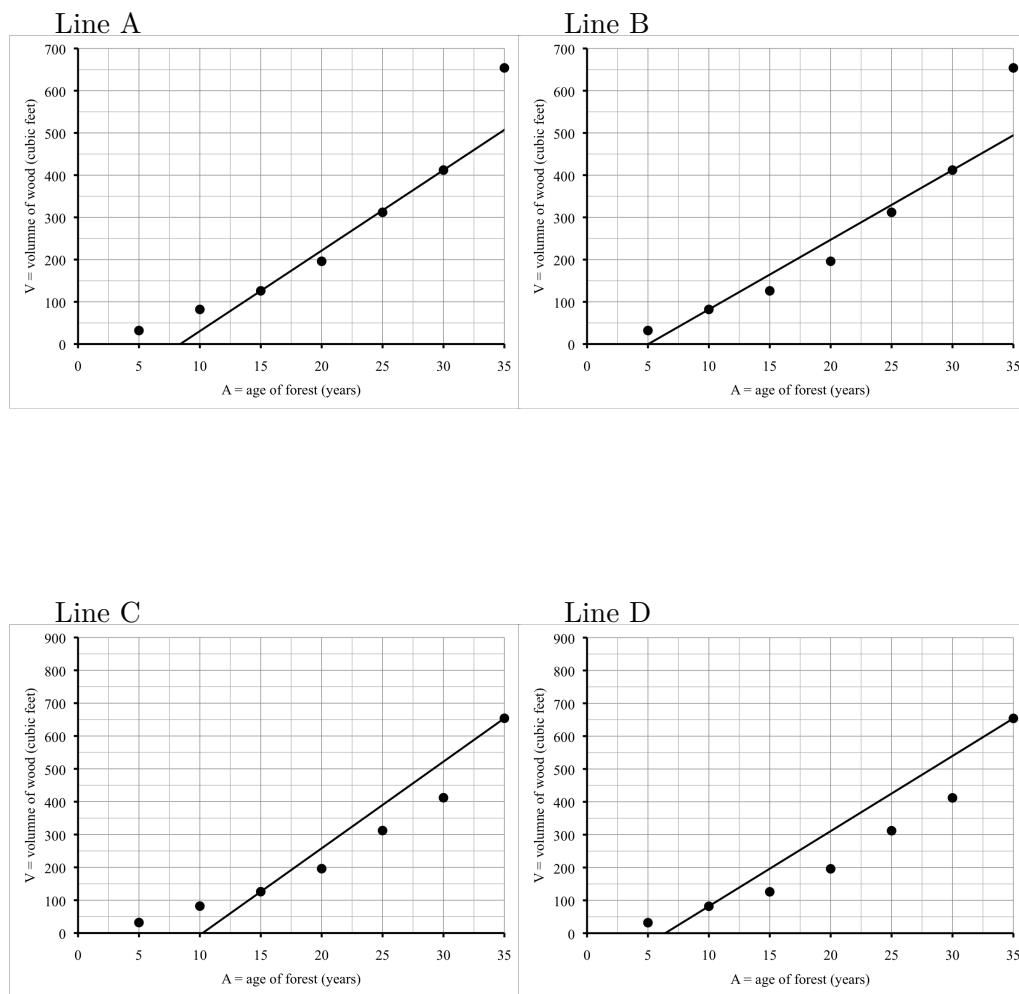 Line A
Line B
700
600
500
400
300
200
100
0
V = volumne of wood (cubic feet)
0 5 10 15 20 25 30 35
A = age of forest (years)
700
600
500
400
300
200
100
0
V = volumne of wood (cubic feet)
0 5 10 15 20 25 30 35
A = age of forest (years)
Line C
Line D
900
800
700
600
500
400
300
200
100
0
V = volumne of wood (cubic feet)
0 5 10 15 20 25 30 35
A = age of forest (years)
900
800
700
600
500
400
300
200
100
0
V = volumne of wood (cubic feet)
0 5 10 15 20 25 30 35
A = age of forest (years)